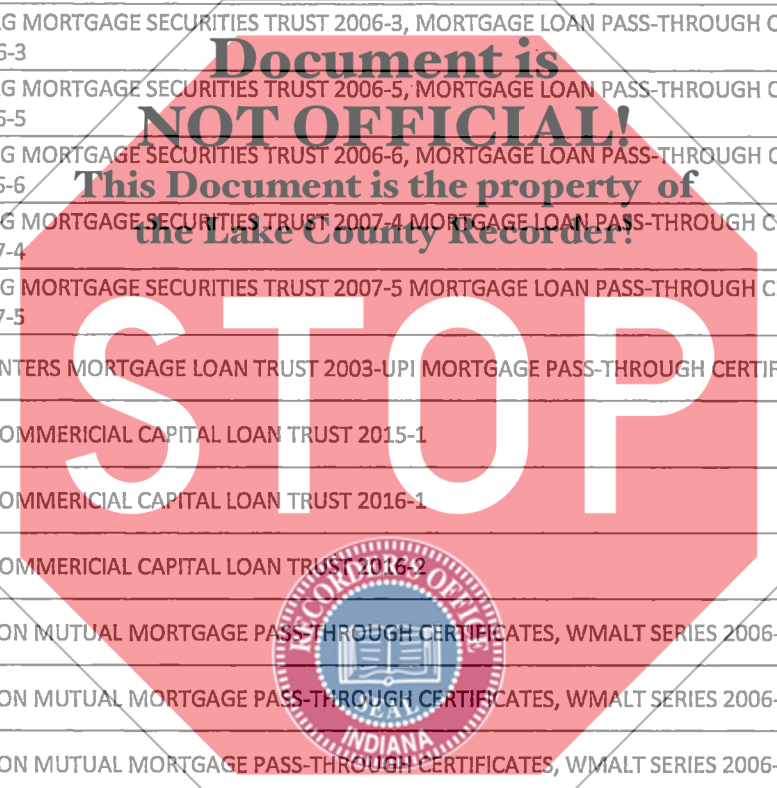 G MORTGAGE SECURITIES TRUST 2006-3, MORTGAGE LOAN PASS-THROUGH C
6-3
Document is
G MORTGAGE SECURITIES TRUST 2006-5, MORTGAGE LOAN PASS-THROUGH C
6-5
NOT OFFICIAL!
G MORTGAGE SECURITIES TRUST 2006-6, MORTGAGE LOAN PASS-THROUGH C
6-6
This Document is the property of
G MORTGAGE SECURITIES TRUST 2007-4 MORTGAGE LOAN PASS-THROUGH C
the Lake County Recorder!
7-4
G MORTGAGE SECURITIES TRUST 2007-5 MORTGAGE LOAN PASS-THROUGH C
7-5
STOP
NTERS MORTGAGE LOAN TRUST 2003-UPI MORTGAGE PASS-THROUGH CERTIF
OMMERICIAL CAPITAL LOAN TRUST 2015-1
OMMERICIAL CAPITAL LOAN TRUST 2016-1
OMMERICIAL CAPITAL LOAN TRUST 2016-2
RECORDER'S OFFICE
ON MUTUAL MORTGAGE PASS-THROUGH CERTIFICATES, WMALT SERIES 2006-
ON MUTUAL MORTGAGE PASS-THROUGH CERTIFICATES, WMALT SERIES 2006-
SEAL
INDIANA
ON MUTUAL MORTGAGE PASS-THROUGH CERTIFICATES, WMALT SERIES 2006-